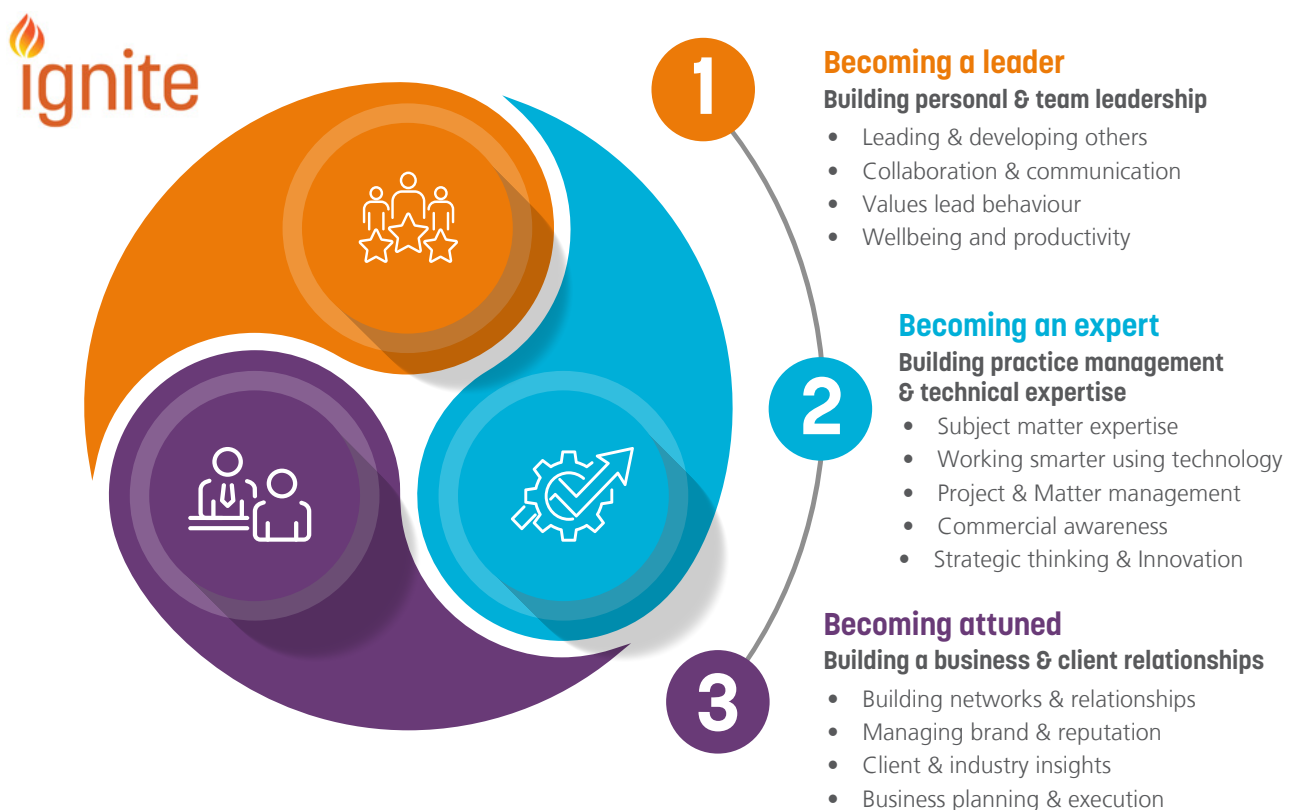 ignite
1
Becoming a leader
Building personal & team leadership
• Leading & developing others
• Collaboration & communication
• Values lead behaviour
• Wellbeing and productivity
2
Becoming an expert
Building practice management
& technical expertise
• Subject matter expertise
• Working smarter using technology
• Project & Matter management
• Commercial awareness
• Strategic thinking & Innovation
3
Becoming attuned
Building a business & client relationships
• Building networks & relationships
• Managing brand & reputation
• Client & industry insights
• Business planning & execution